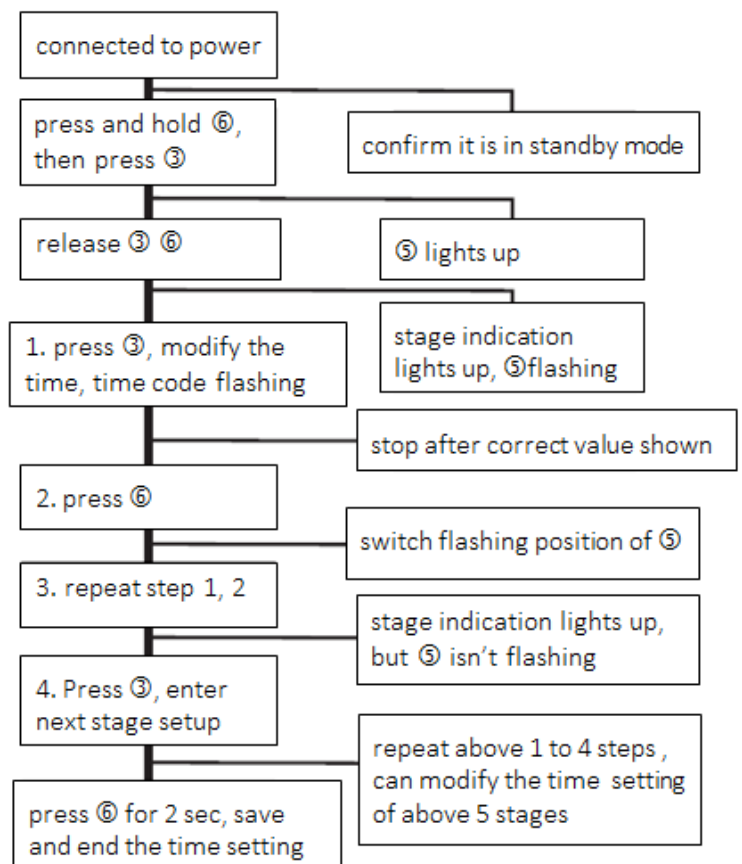 connected to power
press and hold ⑥,
then press ③
confirm it is in standby mode
release ③ ⑥
⑤ lights up
1. press ③, modify the
time, time code flashing
stage indication
lights up, ⑤flashing
stop after correct value shown
2. press ⑥
switch flashing position of ⑤
3. repeat step 1, 2
stage indication lights up,
but ⑤ isn't flashing
4. Press ③, enter
next stage setup
repeat above 1 to 4 steps ,
can modify the time setting
of above 5 stages
press ⑥ for 2 sec, save
and end the time setting